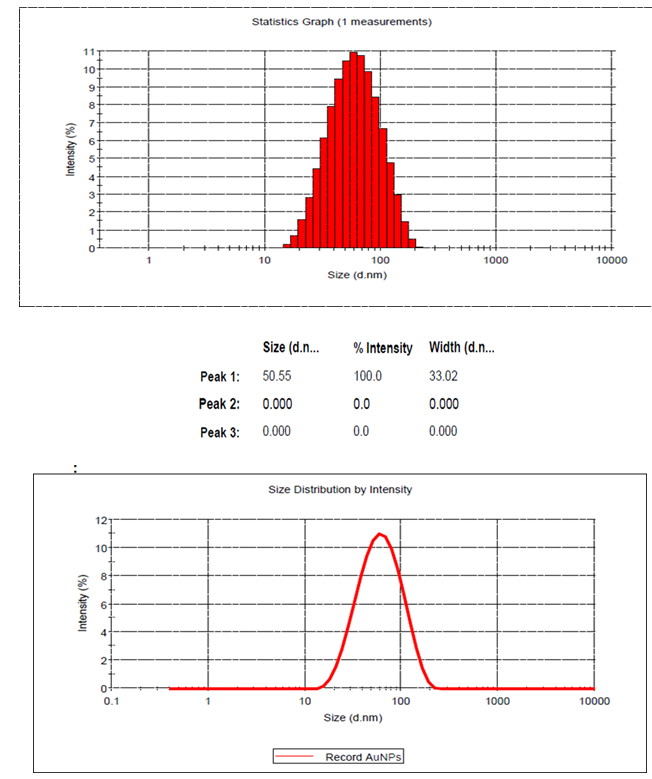 Statistics Graph (1 measurements)
11
10
9
8
7
6
5
4
3
2
1
0
Intensity (%)
1 10 100 1000 10000
Size (d.nm)
Size (d.n... % Intensity Width (d.n...
Peak 1: 50.55 100.0 33.02
Peak 2: 0.000 0.0 0.000
Peak 3: 0.000 0.0 0.000
:
Size Distribution by Intensity
12
10
8
6
4
2
0
Intensity (%)
0.1 1 10 100 1000 10000
Size (d.nm)
Record AuNPs